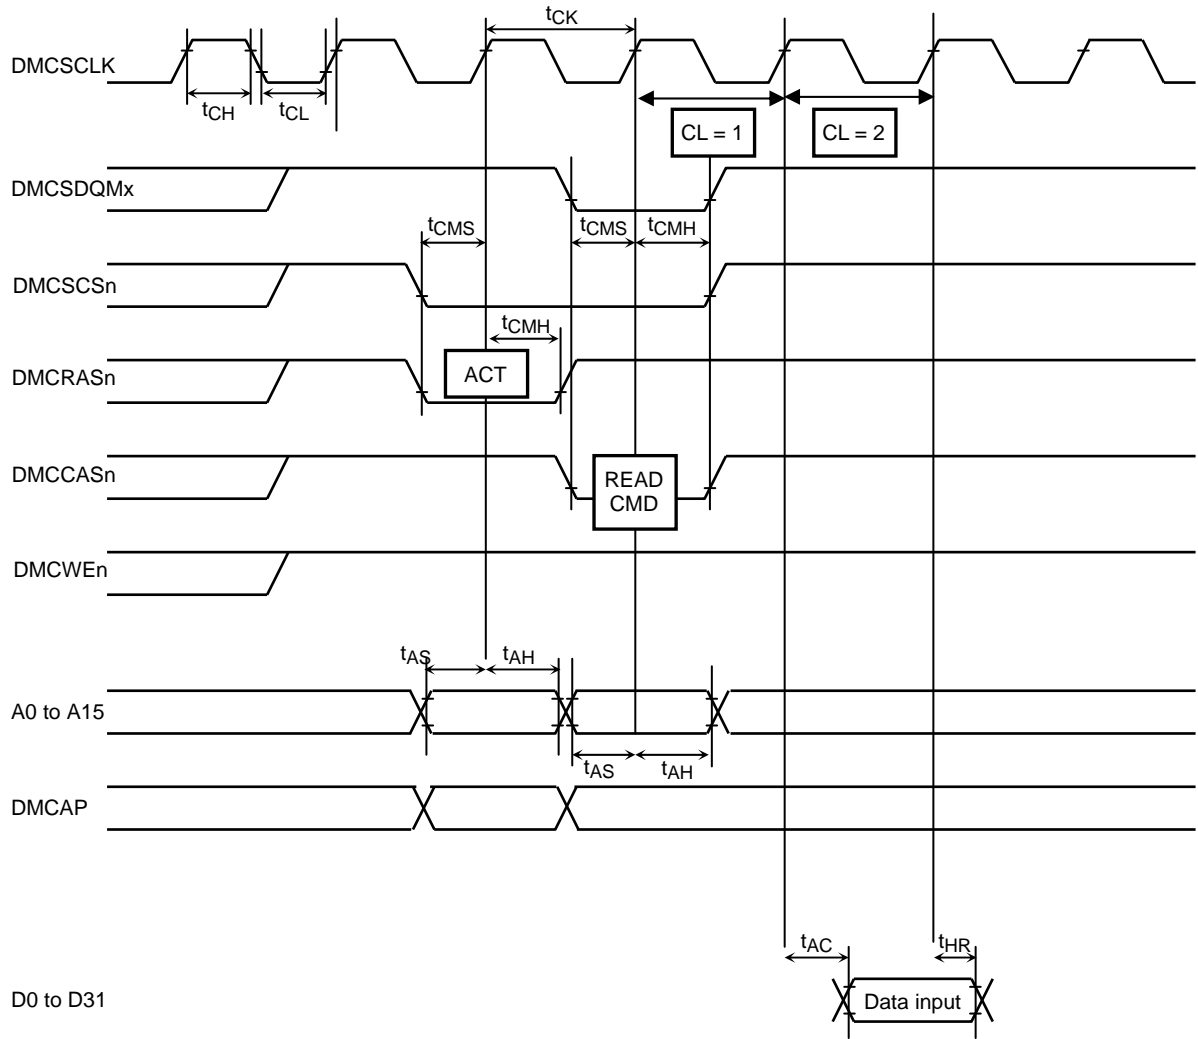 tCK
DMCSCLK
tCH
tCL
CL = 1
CL = 2
DMCSDQMx
tCMS
tCMS
tCMH
DMCSCSn
tCMH
DMCRASn
ACT
DMCCASn
READ
CMD
DMCWEn
tAS
tAH
A0 to A15
tAS
tAH
DMCAP
tAC
tHR
D0 to D31
Data input